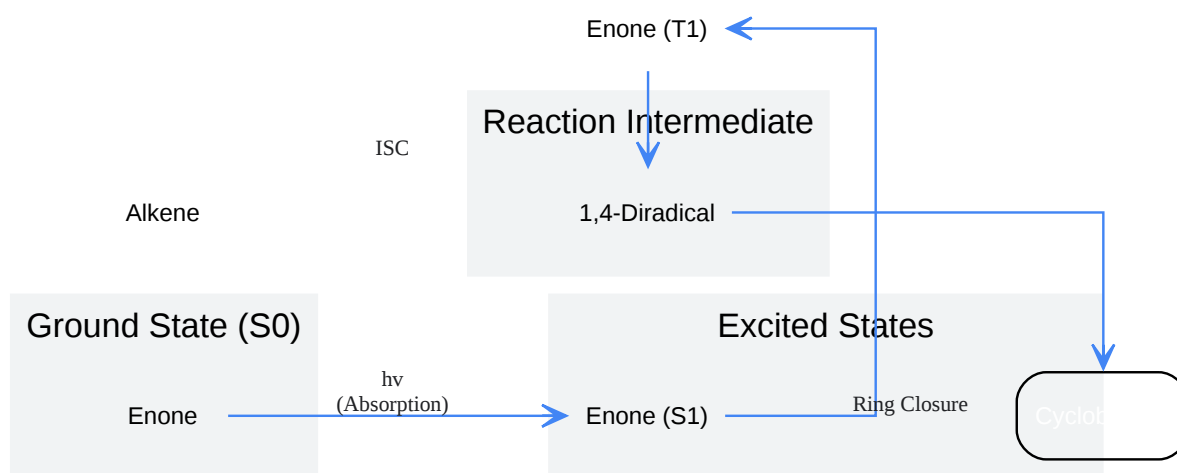 Enone (T1)
Reaction Intermediate
ISC
Alkene
1,4-Diradical
Ground State (S0)
Excited States
hv
(Absorption)
Enone
Enone (S1)
Ring Closure